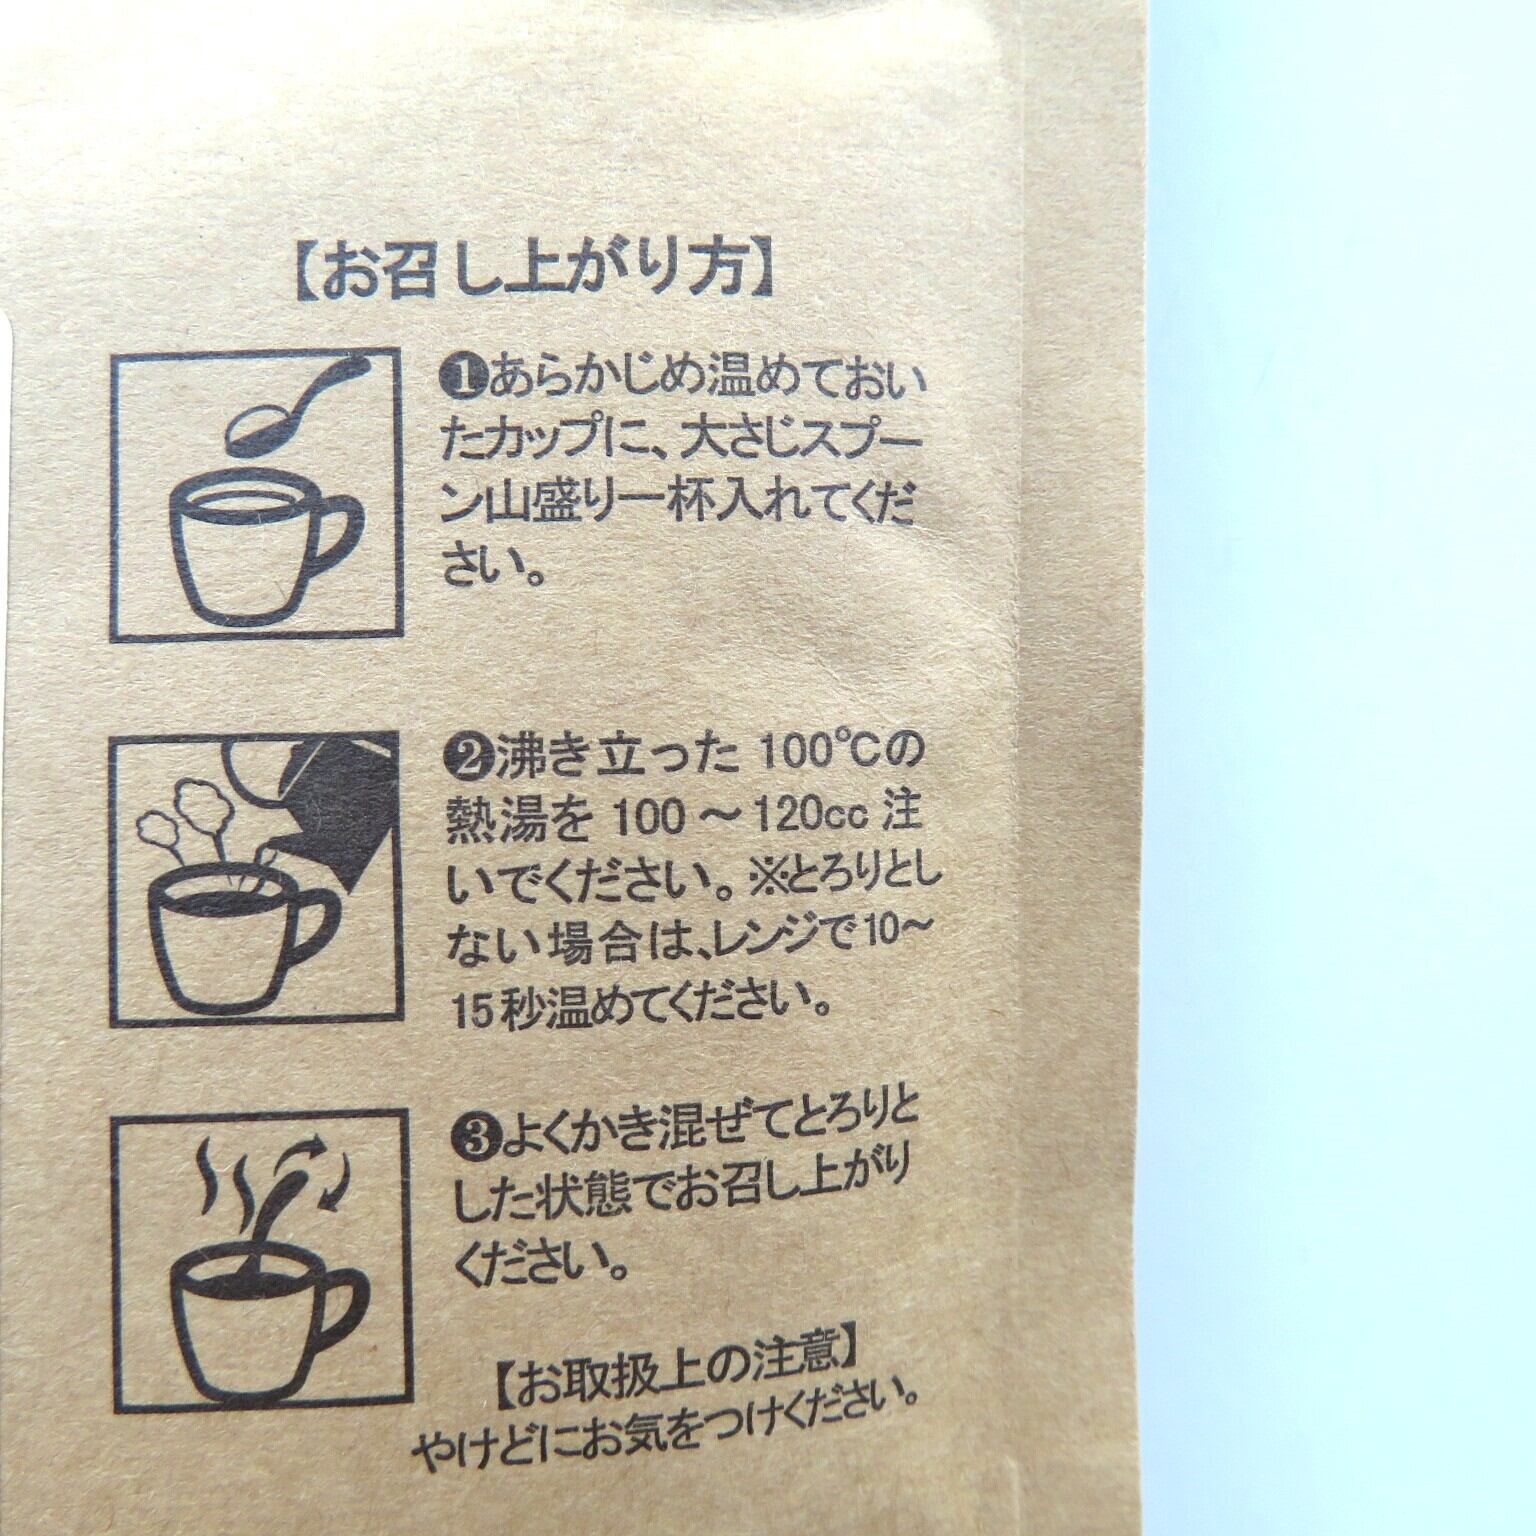 【お召し上がり方】
❶あらかじめ温めておい
たカップに、大さじスプー
ン山盛り一杯入れてくだ
さい。
❷沸き立った 100℃の
熱湯を 100 ～ 120cc 注
いでください。※とろりとし
ない場合は、レンジで10～
15秒温めてください。
❸よくかき混ぜてとろりと
した状態でお召し上がり
ください。
【お取扱上の注意】
やけどにお気をつけください。